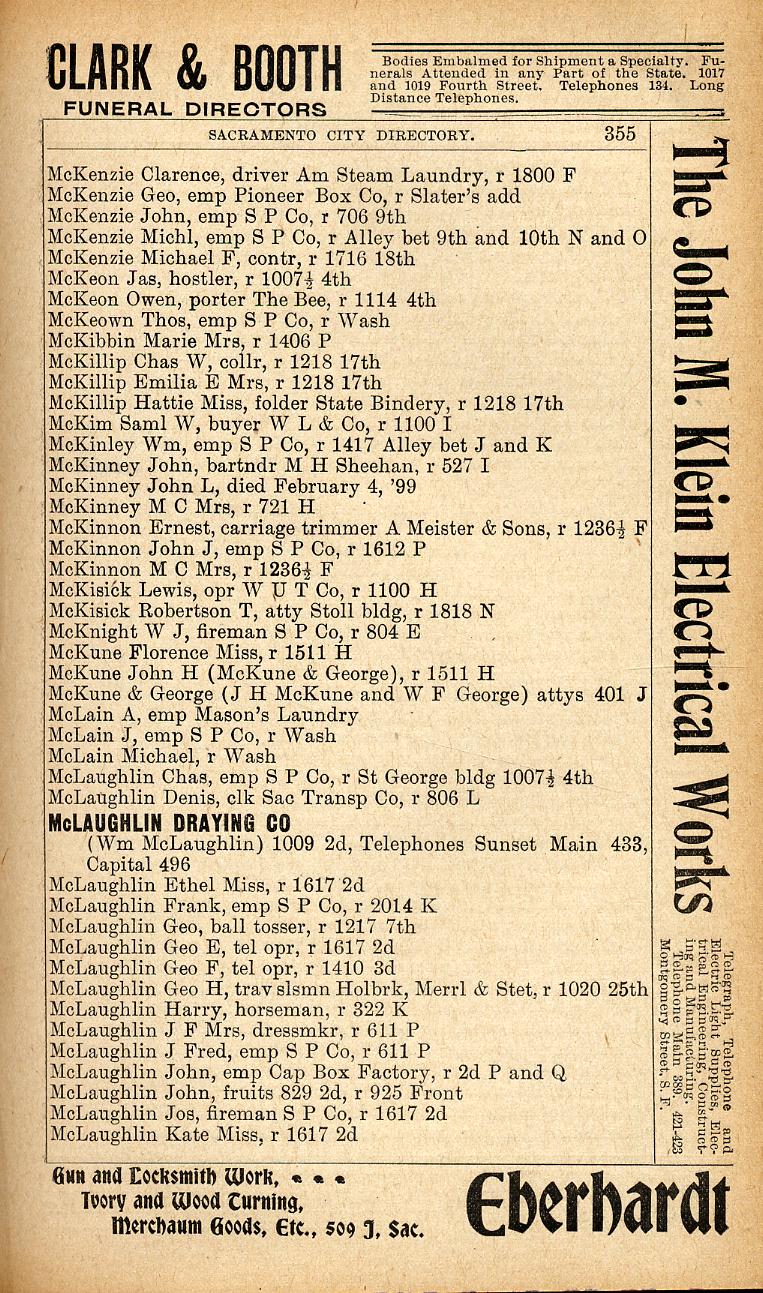 CLARK & BOOTH
FUNERAL DIRECTORS
Bodies Embalmed for Shipment a Specialty. Fu-
nerals Attended in any Part of the State. 1017
and 1019 Fourth Street. Telephones 134. Long
Distance Telephones.
SACRAMENTO CITY DIRECTORY. 355
McKenzie Clarence, driver Am Steam Laundry, r 1800 F
McKenzie Geo, emp Pioneer Box Co, r Slater's add
McKenzie John, emp S P Co, r 706 9th
McKenzie Michl, emp S P Co, r Alley bet 9th and 10th N and O
McKenzie Michael F, contr, r 1716 18th
McKeon Jas, hostler, r 1007½ 4th
McKeon Owen, porter The Bee, r 1114 4th
McKeown Thos, emp S P Co, r Wash
McKibbin Marie Mrs, r 1406 P
McKillip Chas W, collr, r 1218 17th
McKillip Emilia E Mrs, r 1218 17th
McKillip Hattie Miss, folder State Bindery, r 1218 17th
McKim Saml W, buyer W L & Co, r 1100 I
McKinley Wm, emp S P Co, r 1417 Alley bet J and K
McKinney John, bartndr M H Sheehan, r 527 I
McKinney John L, died February 4, '99
McKinney M C Mrs, r 721 H
McKinnon Ernest, carriage trimmer A Meister & Sons, r 1236½ F
McKinnon John J, emp S P Co, r 1612 P
McKinnon M C Mrs, r 1236½ F
McKisick Lewis, opr W U T Co, r 1100 H
McKisick Robertson T, atty Stoll bldg, r 1818 N
McKnight W J, fireman S P Co, r 804 E
McKune Florence Miss, r 1511 H
McKune John H (McKune & George), r 1511 H
McKune & George (J H McKune and W F George) attys 401 J
McLain A, emp Mason's Laundry
McLain J, emp S P Co, r Wash
McLain Michael, r Wash
McLaughlin Chas, emp S P Co, r St George bldg 1007½ 4th
McLaughlin Denis, clk Sac Transp Co, r 806 L
McLAUGHLIN DRAYING CO
(Wm McLaughlin) 1009 2d, Telephones Sunset Main 433,
Capital 496
McLaughlin Ethel Miss, r 1617 2d
McLaughlin Frank, emp S P Co, r 2014 K
McLaughlin Geo, ball tosser, r 1217 7th
McLaughlin Geo E, tel opr, r 1617 2d
McLaughlin Geo F, tel opr, r 1410 3d
McLaughlin Geo H, trav slsmn Holbrk, Merrl & Stet, r 1020 25th
McLaughlin Harry, horseman, r 322 K
McLaughlin J F Mrs, dressmkr, r 611 P
McLaughlin J Fred, emp S P Co, r 611 P
McLaughlin John, emp Cap Box Factory, r 2d P and Q
McLaughlin John, fruits 829 2d, r 925 Front
McLaughlin Jos, fireman S P Co, r 1617 2d
McLaughlin Kate Miss, r 1617 2d
The John M. Klein Electrical Works
Telegraph, Telephone and
Electric Light Supplies, Elec-
trical Engineering, Construct-
ing and Manufacturing.
Telephone Main 389. 421-423
Montgomery Street, S. F.
Gun and Locksmith Work,
Ivory and Wood Turning,
Merchaum Goods, Etc., 509 J, Sac.
Eberhardt